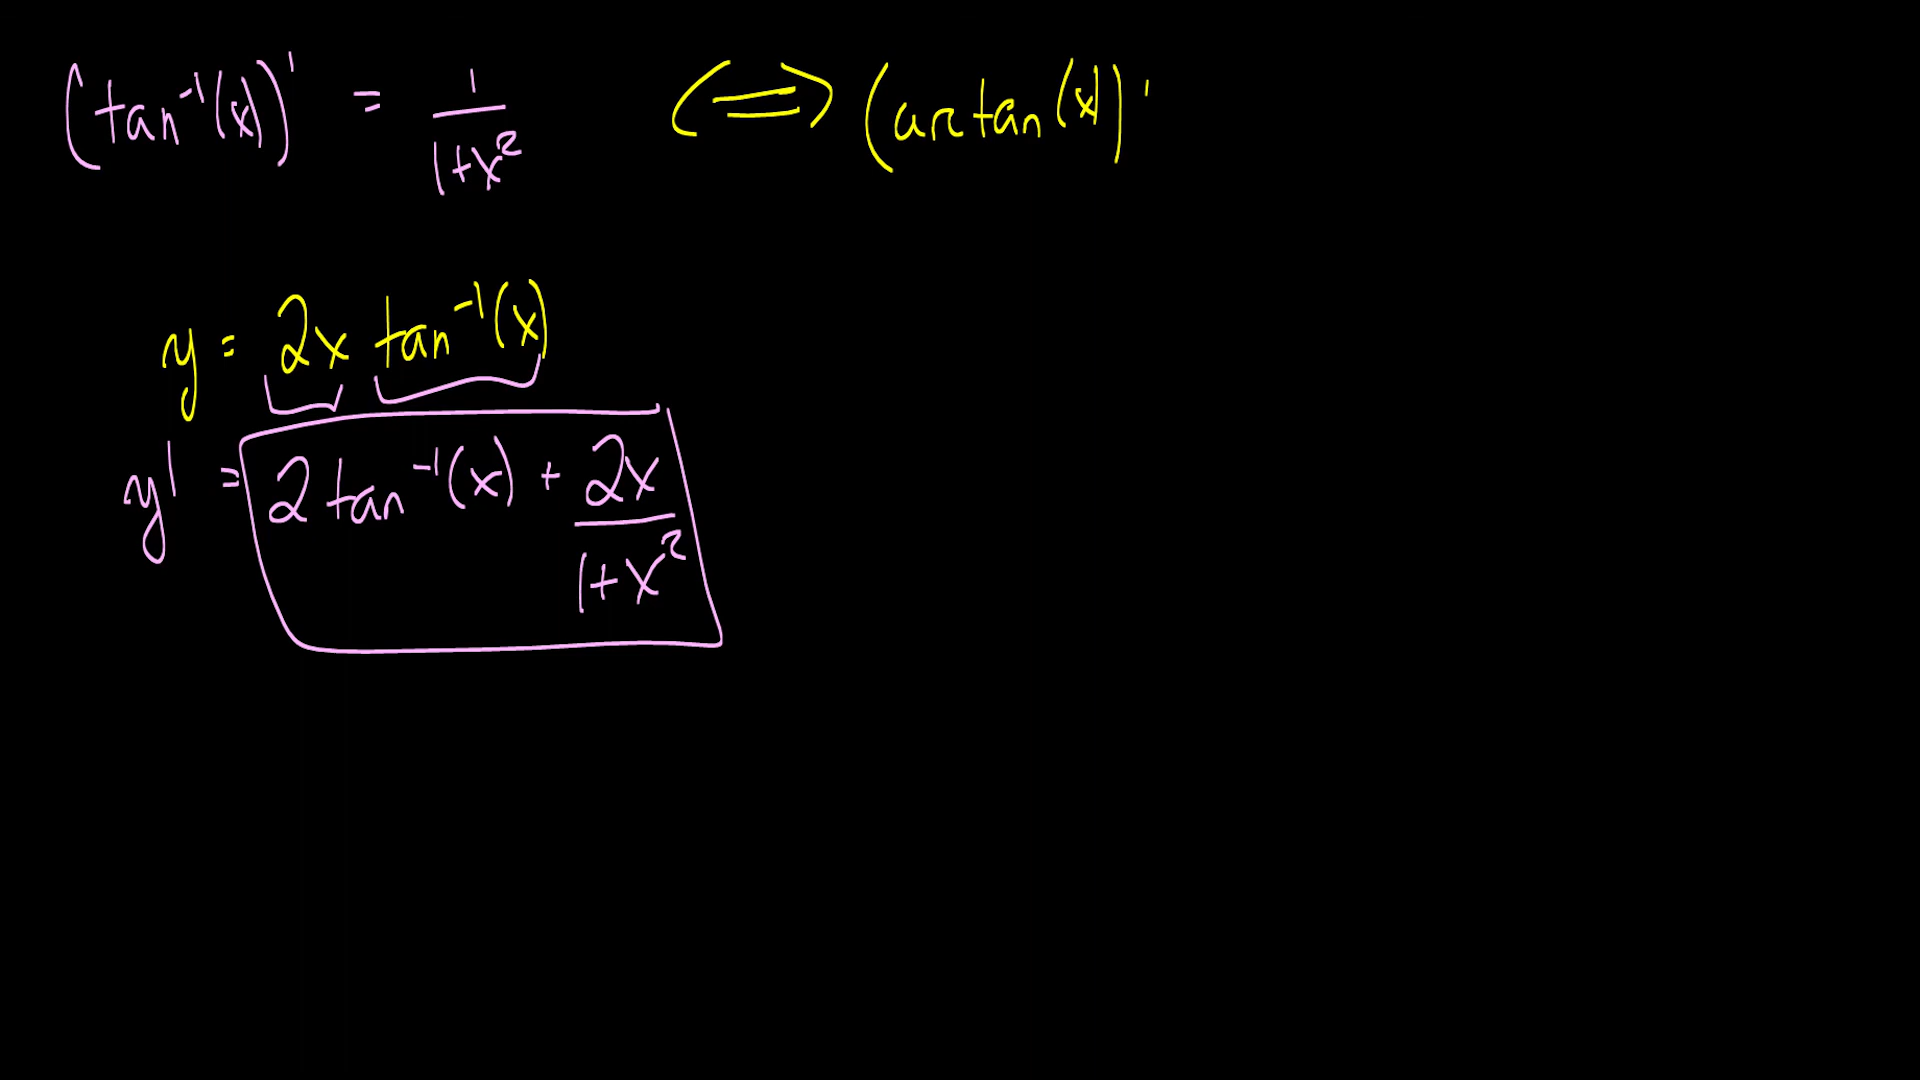 (tan⁻¹(x))' = 1/(1+x²) ⟺ (arctan(x))'
y = 2x tan⁻¹(x)
y' = 2 tan⁻¹(x) + 2x/(1+x²)